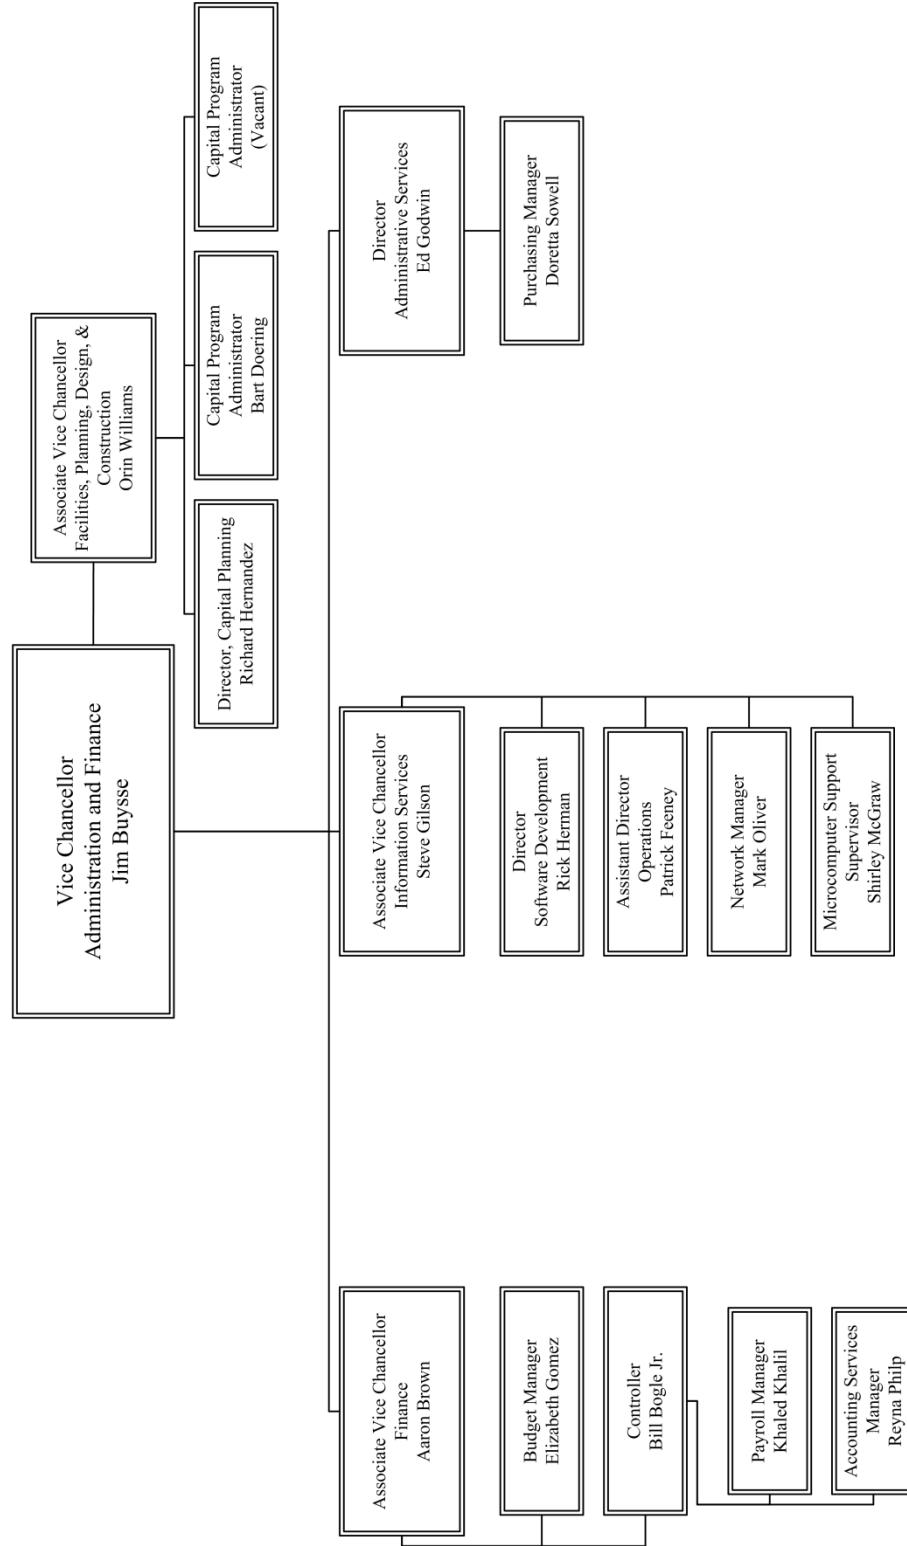 Vice Chancellor
Administration and Finance
Jim Buysse
Associate Vice Chancellor
Facilities, Planning, Design, &
Construction
Orin Williams
Director, Capital Planning
Richard Hernandez
Capital Program
Administrator
Bart Doering
Capital Program
Administrator
(Vacant)
Associate Vice Chancellor
Finance
Aaron Brown
Budget Manager
Elizabeth Gomez
Controller
Bill Bogle Jr.
Payroll Manager
Khaled Khalil
Accounting Services
Manager
Reyna Philp
Associate Vice Chancellor
Information Services
Steve Gilson
Director
Software Development
Rick Herman
Assistant Director
Operations
Patrick Feeney
Network Manager
Mark Oliver
Microcomputer Support
Supervisor
Shirley McGraw
Director
Administrative Services
Ed Godwin
Purchasing Manager
Doretta Sowell